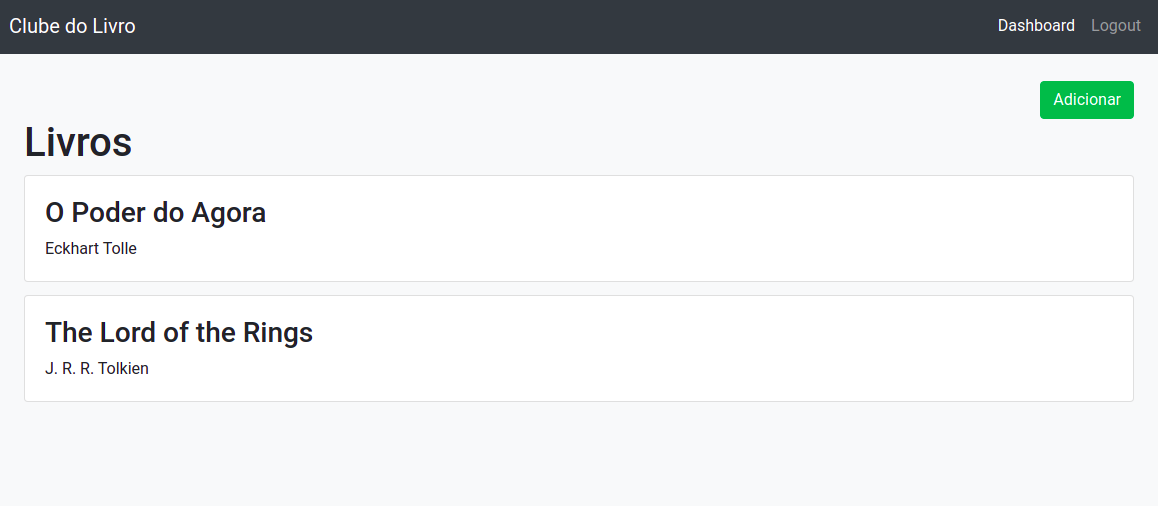 Clube do Livro
Dashboard Logout
Adicionar
Livros
O Poder do Agora
Eckhart Tolle
The Lord of the Rings
J. R. R. Tolkien